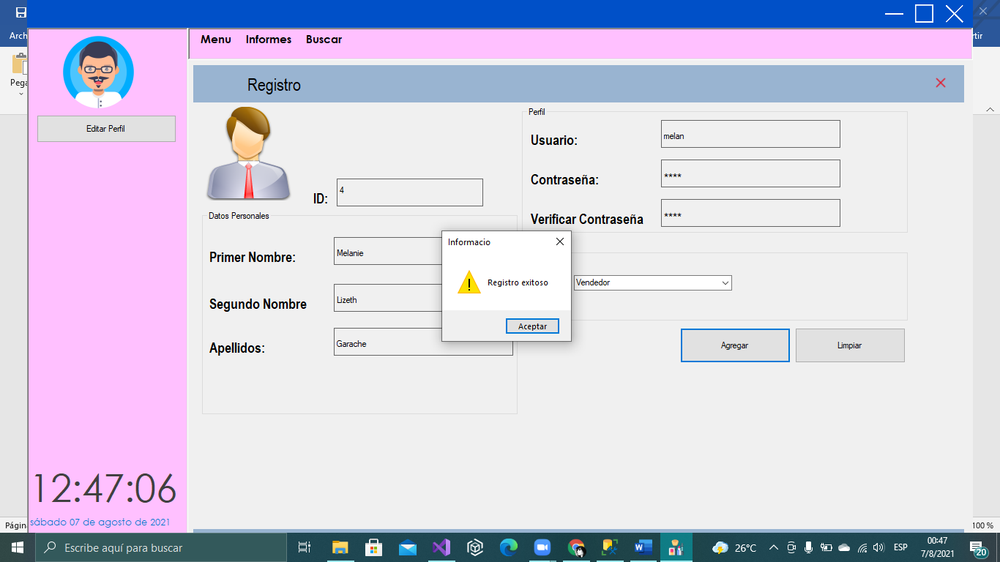 Arch
rtir
Pega
Menu Informes Buscar
Registro
Editar Perfil
ID: 4
Datos Personales
Primer Nombre: Melanie
Segundo Nombre Lizeth
Apellidos: Garache
Perfil
Usuario: melan
Contraseña: ****
Verificar Contraseña ****
Vendedor
Agregar Limpiar
Informacio
Registro exitoso
Aceptar
12:47:06
sábado 07 de agosto de 2021
Págin
100 %
Escribe aquí para buscar
26°C
ESP
00:47
7/8/2021
20